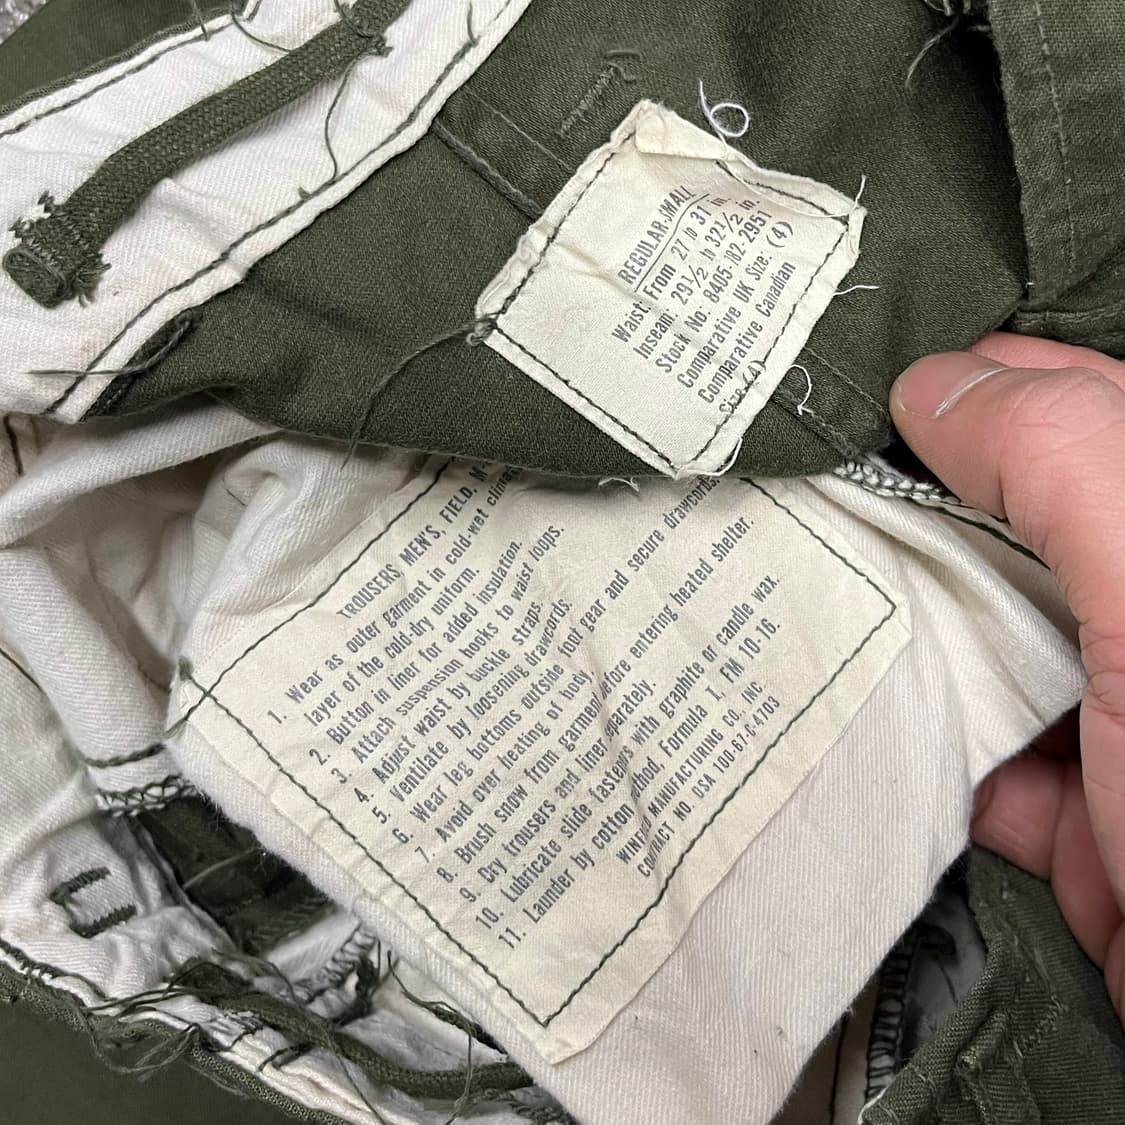 REGULAR-SMALL
Waist: From 27 to 31 in.
Inseam: 29 1/2 to 32 1/2 in.
Stock No: 8405-782-2951
Comparative UK Size: (4)
Comparative Canadian
Size (4)
TROUSERS, MEN'S, FIELD, M-
1. Wear as outer garment in cold-wet
layer of the cold-dry uniform.
2. Button in liner for added insulation.
3. Attach suspension hooks to waist loops.
4. Adjust waist by buckle straps.
5. Ventilate by loosening drawcords.
6. Wear leg bottoms outside foot gear and secure drawcords.
7. Avoid over heating of body
8. Brush snow from garment before entering heated shelter.
9. Dry trousers and liner separately.
10. Lubricate slide fasteners with graphite or candle wax.
11. Launder by cotton method, Formula I, FM 10-16.
WINFIELD MANUFACTURING CO., INC
CONTRACT NO. DSA 100-67-C-4703